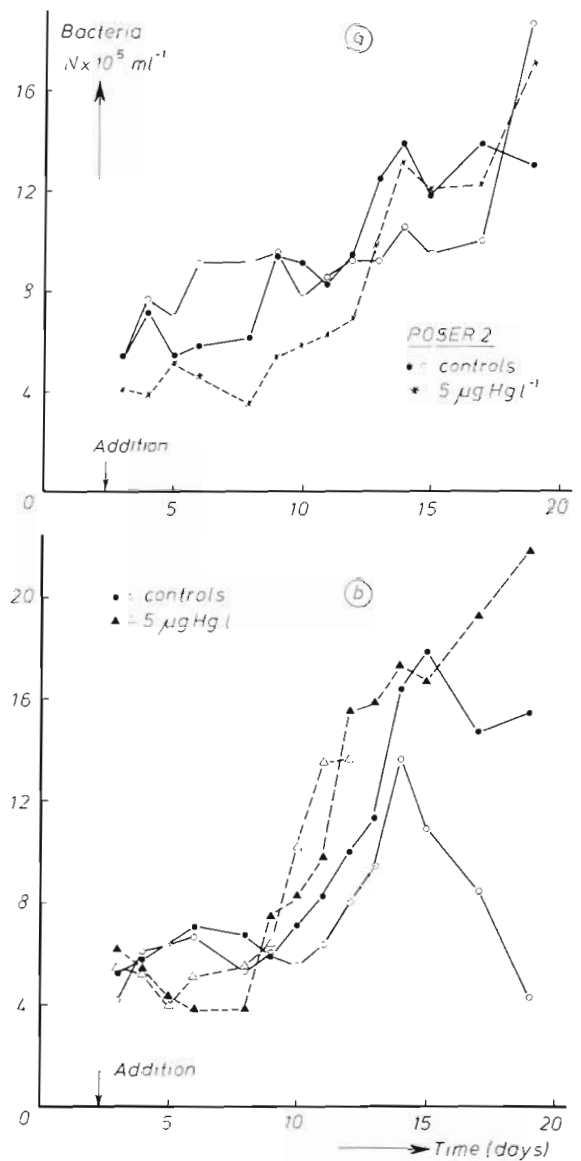 Bacteria
N x 10⁵ ml⁻¹
a
16
12
8
4
0
POSER 2
controls
5 µg Hg l⁻¹
Addition
5
10
15
20
b
controls
5 µg Hg l
20
16
12
8
4
0
Addition
5
10
15
20
Time (days)